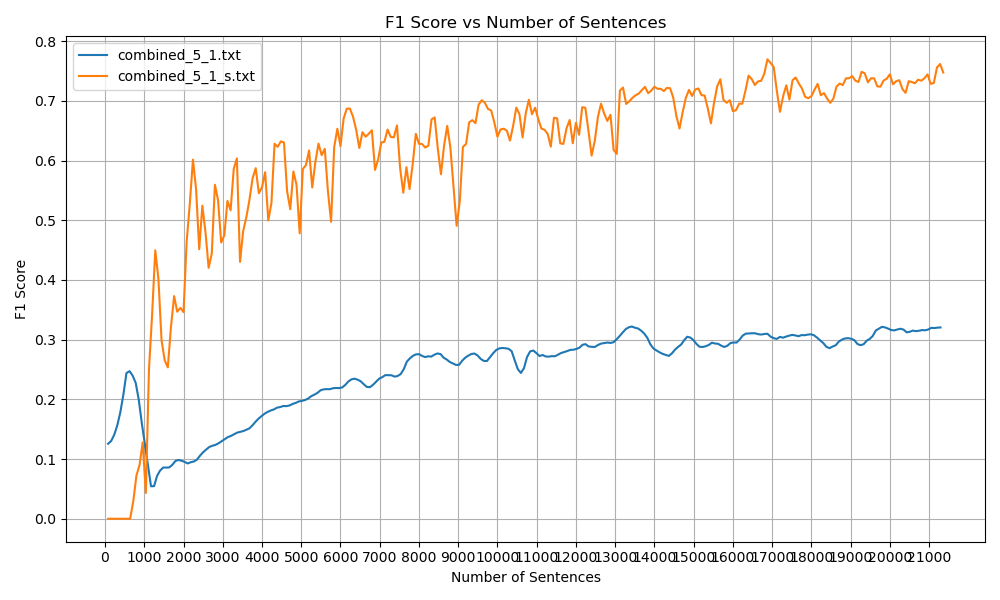 F1 Score vs Number of Sentences
combined_5_1.txt
combined_5_1_s.txt
F1 Score
0.8
0.7
0.6
0.5
0.4
0.3
0.2
0.1
0.0
0 1000 2000 3000 4000 5000 6000 7000 8000 9000 10000 11000 12000 13000 14000 15000 16000 17000 18000 19000 20000 21000
Number of Sentences